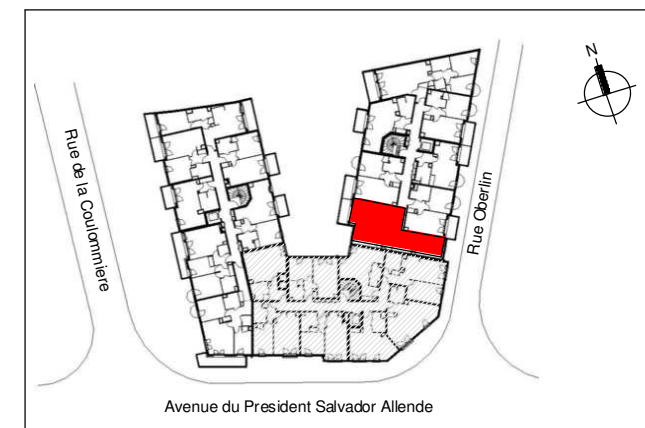 N
Rue de la Coulommiere
Rue Oberlin
Avenue du President Salvador Allende